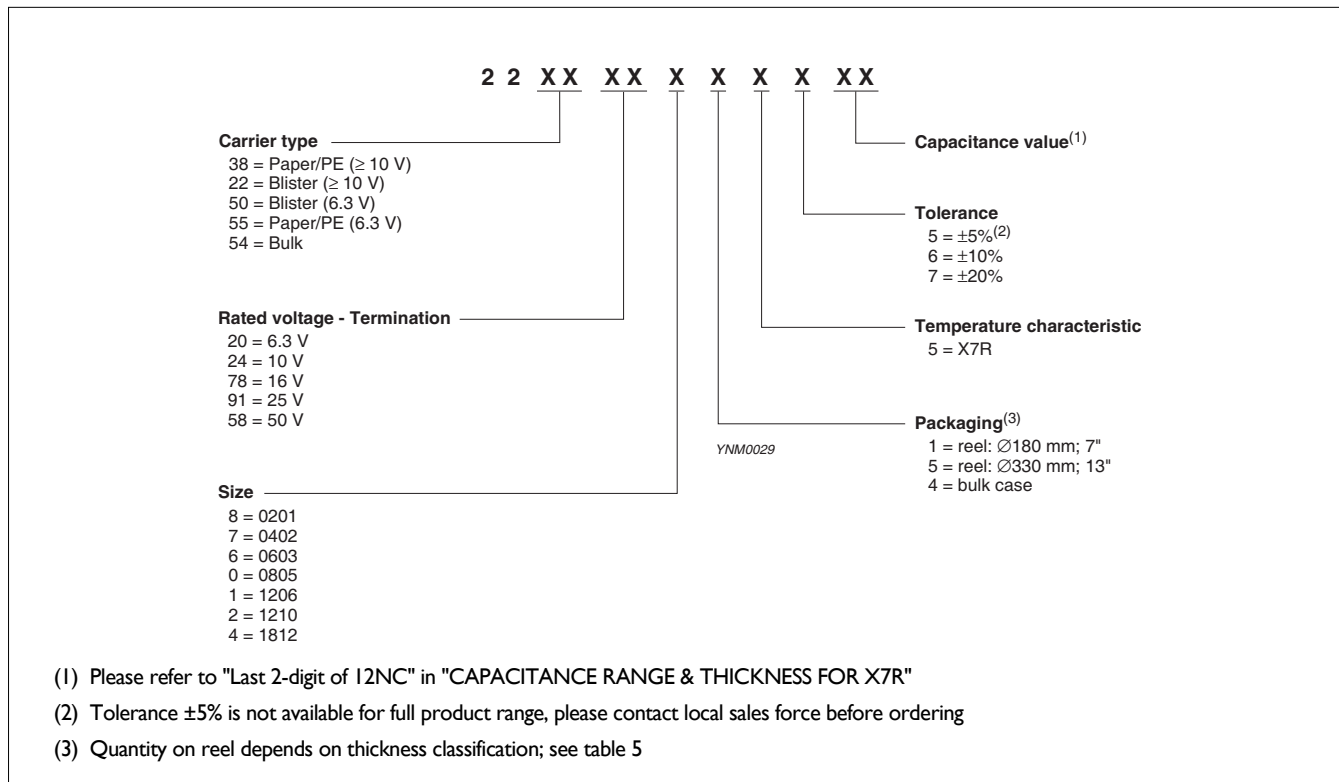 2 2 XX XX X X X X XX
Carrier type
38 = Paper/PE (≥ 10 V)
22 = Blister (≥ 10 V)
50 = Blister (6.3 V)
55 = Paper/PE (6.3 V)
54 = Bulk
Rated voltage - Termination
20 = 6.3 V
24 = 10 V
78 = 16 V
91 = 25 V
58 = 50 V
Size
8 = 0201
7 = 0402
6 = 0603
0 = 0805
1 = 1206
2 = 1210
4 = 1812
Capacitance value(1)
Tolerance
5 = ±5%(2)
6 = ±10%
7 = ±20%
Temperature characteristic
5 = X7R
Packaging(3)
1 = reel: Ø180 mm; 7"
5 = reel: Ø330 mm; 13"
4 = bulk case
YNM0029
(1) Please refer to "Last 2-digit of 12NC" in "CAPACITANCE RANGE & THICKNESS FOR X7R"
(2) Tolerance ±5% is not available for full product range, please contact local sales force before ordering
(3) Quantity on reel depends on thickness classification; see table 5